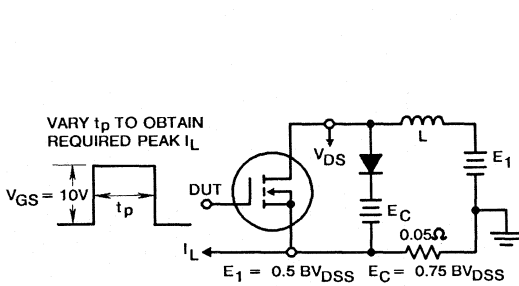 VARY tp TO OBTAIN
REQUIRED PEAK IL
VGS = 10V
tp
DUT
VDS
L
E1
EC
0.05Ω
IL
E1 = 0.5 BVDSS EC = 0.75 BVDSS